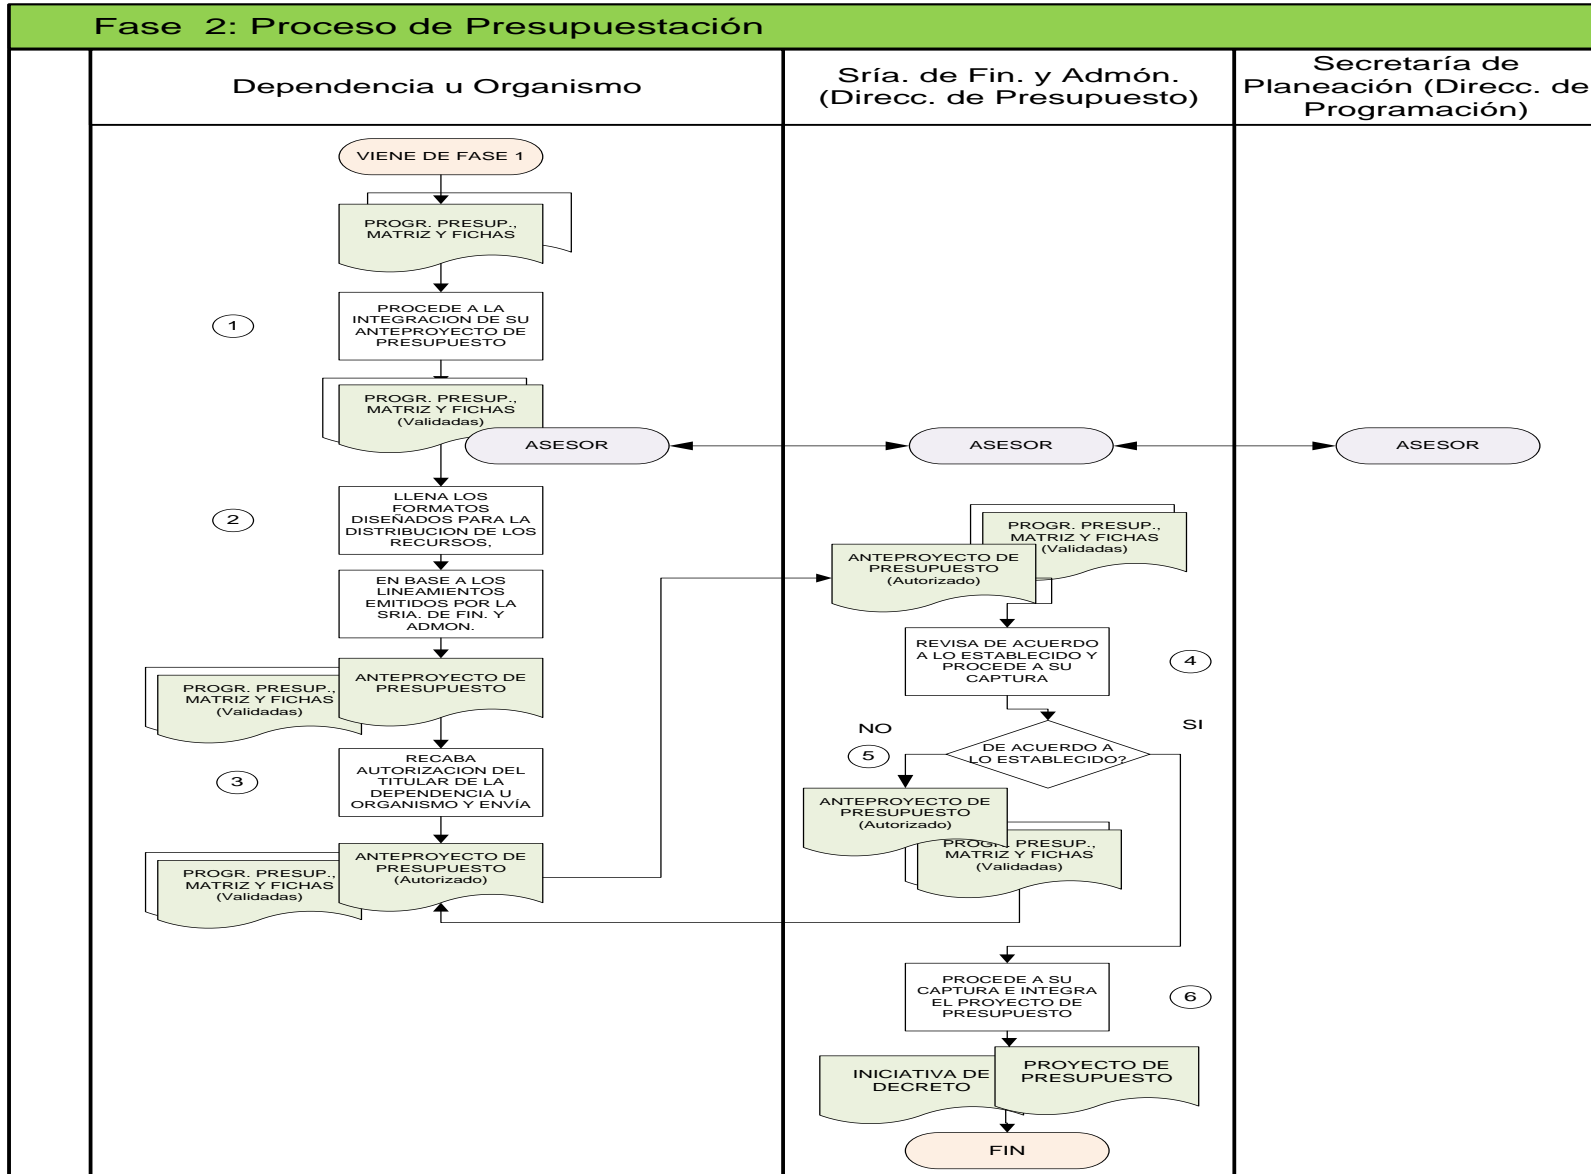 Fase 2: Proceso de Presupuestación
Dependencia u Organismo
Sría. de Fin. y Admón.
(Direcc. de Presupuesto)
Secretaría de
Planeación (Direcc. de
Programación)
VIENE DE FASE 1
PROGR. PRESUP.,
MATRIZ Y FICHAS
1
PROCEDE A LA
INTEGRACION DE SU
ANTEPROYECTO DE
PRESUPUESTO
PROGR. PRESUP.,
MATRIZ Y FICHAS
(Validadas)
ASESOR
ASESOR
ASESOR
2
LLENA LOS
FORMATOS
DISEÑADOS PARA LA
DISTRIBUCION DE LOS
RECURSOS,
EN BASE A LOS
LINEAMIENTOS
EMITIDOS POR LA
SRIA. DE FIN. Y
ADMON.
PROGR. PRESUP.,
MATRIZ Y FICHAS
(Validadas)
ANTEPROYECTO DE
PRESUPUESTO
3
RECABA
AUTORIZACION DEL
TITULAR DE LA
DEPENDENCIA U
ORGANISMO Y ENVÍA
PROGR. PRESUP.,
MATRIZ Y FICHAS
(Validadas)
ANTEPROYECTO DE
PRESUPUESTO
(Autorizado)
PROGR. PRESUP.,
MATRIZ Y FICHAS
(Validadas)
ANTEPROYECTO DE
PRESUPUESTO
(Autorizado)
REVISA DE ACUERDO
A LO ESTABLECIDO Y
PROCEDE A SU
CAPTURA
4
NO
SI
5
DE ACUERDO A
LO ESTABLECIDO?
ANTEPROYECTO DE
PRESUPUESTO
(Autorizado)
PROGR. PRESUP.,
MATRIZ Y FICHAS
(Validadas)
PROCEDE A SU
CAPTURA E INTEGRA
EL PROYECTO DE
PRESUPUESTO
6
INICIATIVA DE
DECRETO
PROYECTO DE
PRESUPUESTO
FIN